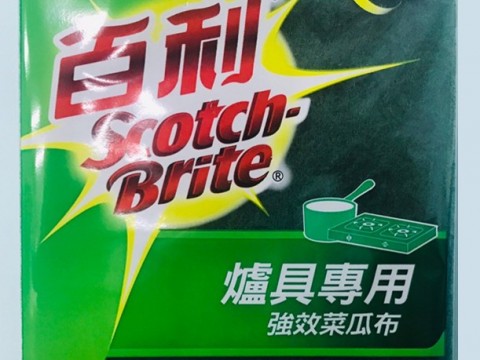 百利
Scotch-
Brite®
爐具專用
強效菜瓜布